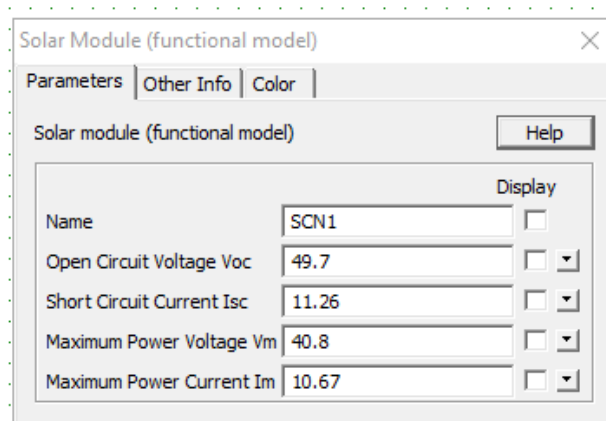 Solar Module (functional model)
Parameters Other Info Color
Solar module (functional model) Help
Display
Name SCN1
Open Circuit Voltage Voc 49.7
Short Circuit Current Isc 11.26
Maximum Power Voltage Vm 40.8
Maximum Power Current Im 10.67